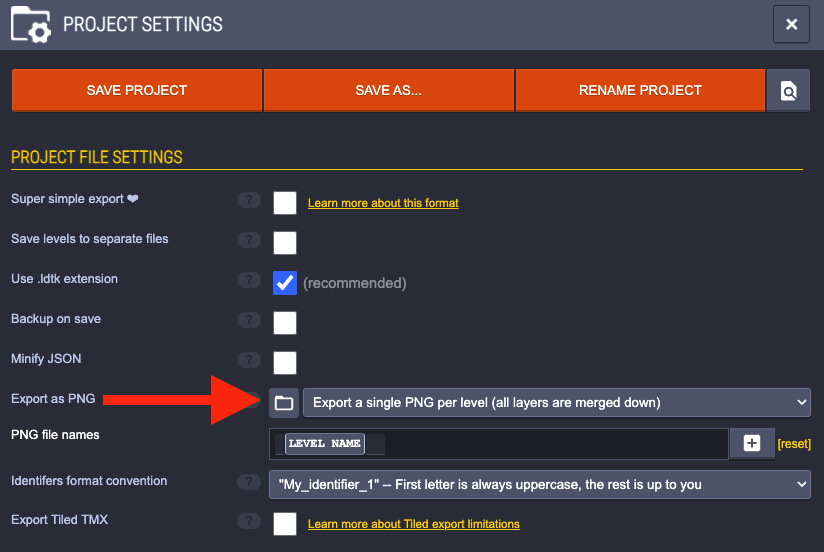 PROJECT SETTINGS
SAVE PROJECT SAVE AS... RENAME PROJECT
PROJECT FILE SETTINGS
Super simple export ❤ ? Learn more about this format
Save levels to separate files ?
Use .ldtk extension ? (recommended)
Backup on save ?
Minify JSON ?
Export as PNG Export a single PNG per level (all layers are merged down)
PNG file names LEVEL NAME [reset]
Identifers format convention ? "My_identifier_1" -- First letter is always uppercase, the rest is up to you
Export Tiled TMX ? Learn more about Tiled export limitations